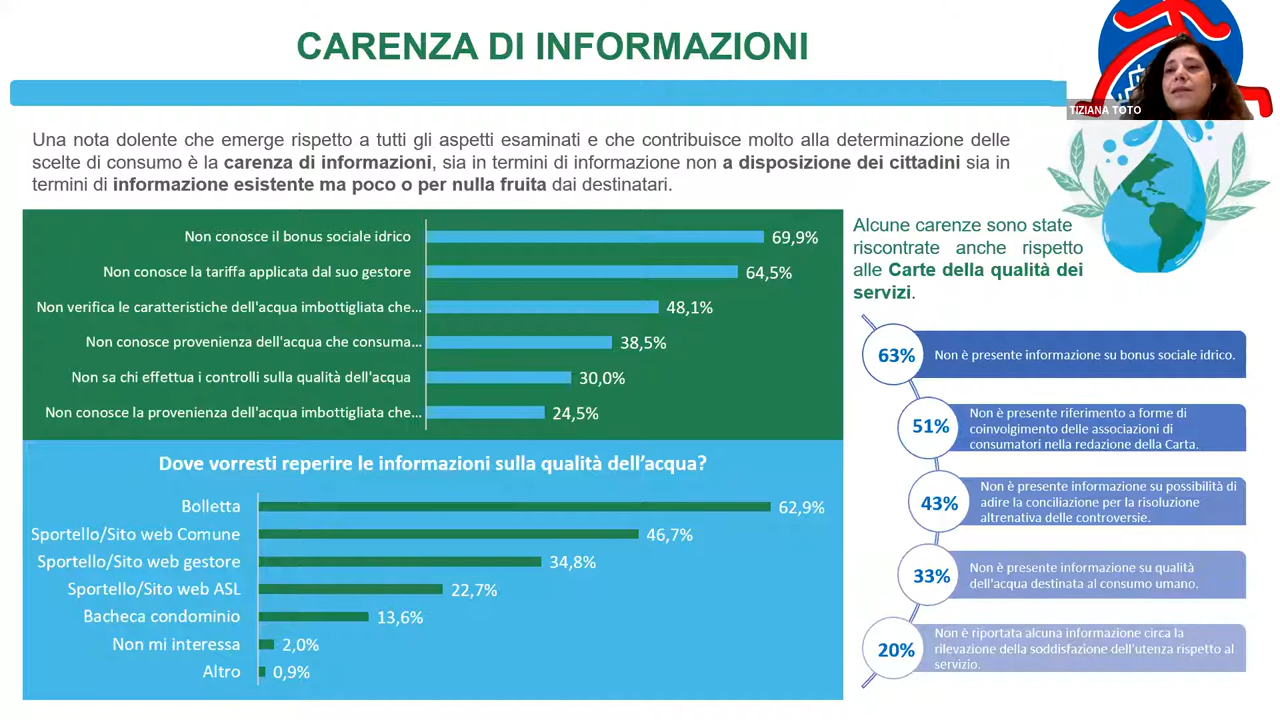 CARENZA DI INFORMAZIONI
TIZIANA TOTO
Una nota dolente che emerge rispetto a tutti gli aspetti esaminati e che contribuisce molto alla determinazione delle
scelte di consumo è la carenza di informazioni, sia in termini di informazione non a disposizione dei cittadini sia in
termini di informazione esistente ma poco o per nulla fruita dai destinatari.
Non conosce il bonus sociale idrico 69,9%
Non conosce la tariffa applicata dal suo gestore 64,5%
Non verifica le caratteristiche dell'acqua imbottigliata che… 48,1%
Non conosce provenienza dell'acqua che consuma… 38,5%
Non sa chi effettua i controlli sulla qualità dell'acqua 30,0%
Non conosce la provenienza dell'acqua imbottigliata che… 24,5%
Dove vorresti reperire le informazioni sulla qualità dell'acqua?
Bolletta 62,9%
Sportello/Sito web Comune 46,7%
Sportello/Sito web gestore 34,8%
Sportello/Sito web ASL 22,7%
Bacheca condominio 13,6%
Non mi interessa 2,0%
Altro 0,9%
Alcune carenze sono state
riscontrate anche rispetto
alle Carte della qualità dei
servizi.
63% Non è presente informazione su bonus sociale idrico.
51%
Non è presente riferimento a forme di
coinvolgimento delle associazioni di
consumatori nella redazione della Carta.
43%
Non è presente informazione su possibilità di
adire la conciliazione per la risoluzione
altrenativa delle controversie.
33%
Non è presente informazione su qualità
dell'acqua destinata al consumo umano.
20%
Non è riportata alcuna informazione circa la
rilevazione della soddisfazione dell'utenza rispetto al
servizio.